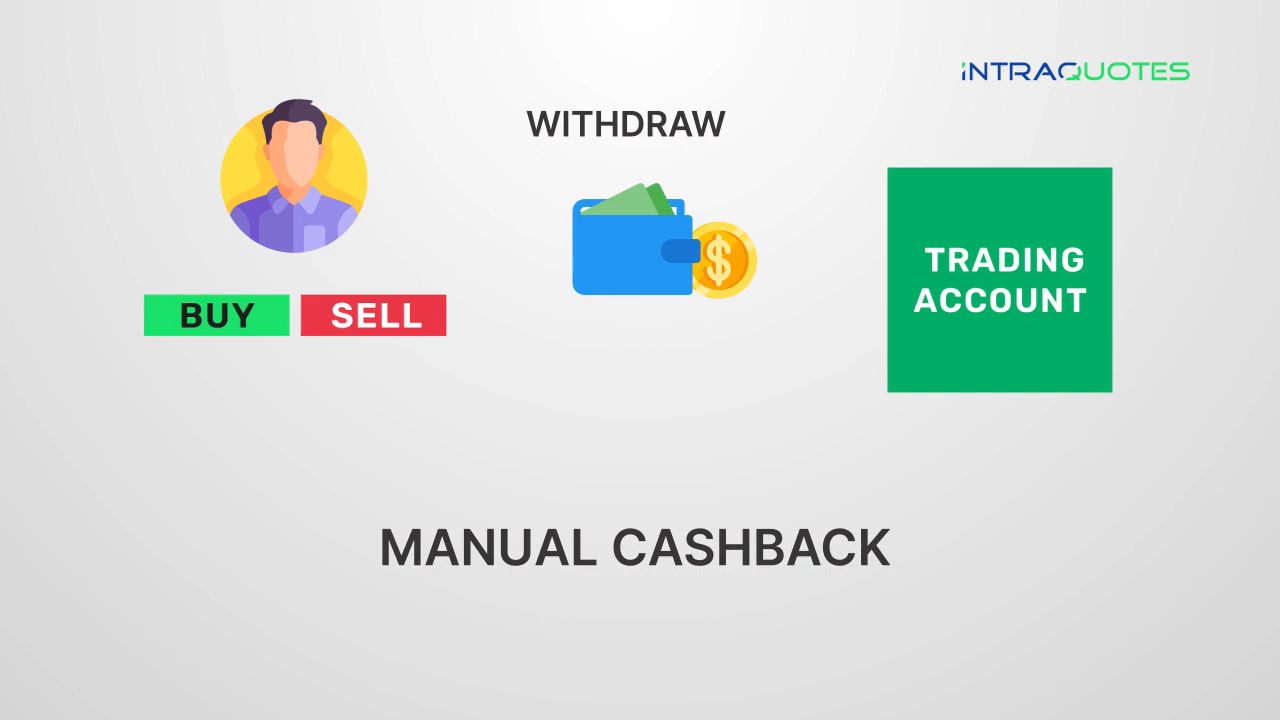 INTRAQUOTES
WITHDRAW
BUY SELL
$
TRADING
ACCOUNT
MANUAL CASHBACK